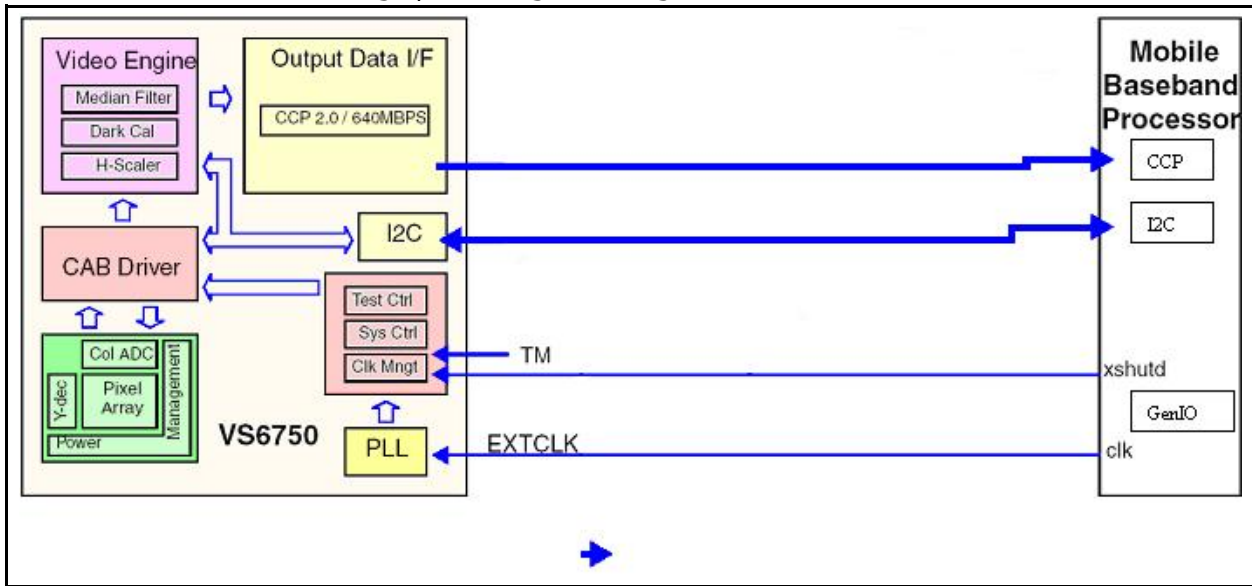 Video Engine
Median Filter
Dark Cal
H-Scaler
Output Data I/F
CCP 2.0 / 640MBPS
I2C
CAB Driver
Test Ctrl
Sys Ctrl
Clk Mngt
TM
Col ADC
Y-dec
Pixel
Array
Management
Power
VS6750
PLL
EXTCLK
Mobile
Baseband
Processor
CCP
I2C
xshutd
GenIO
clk